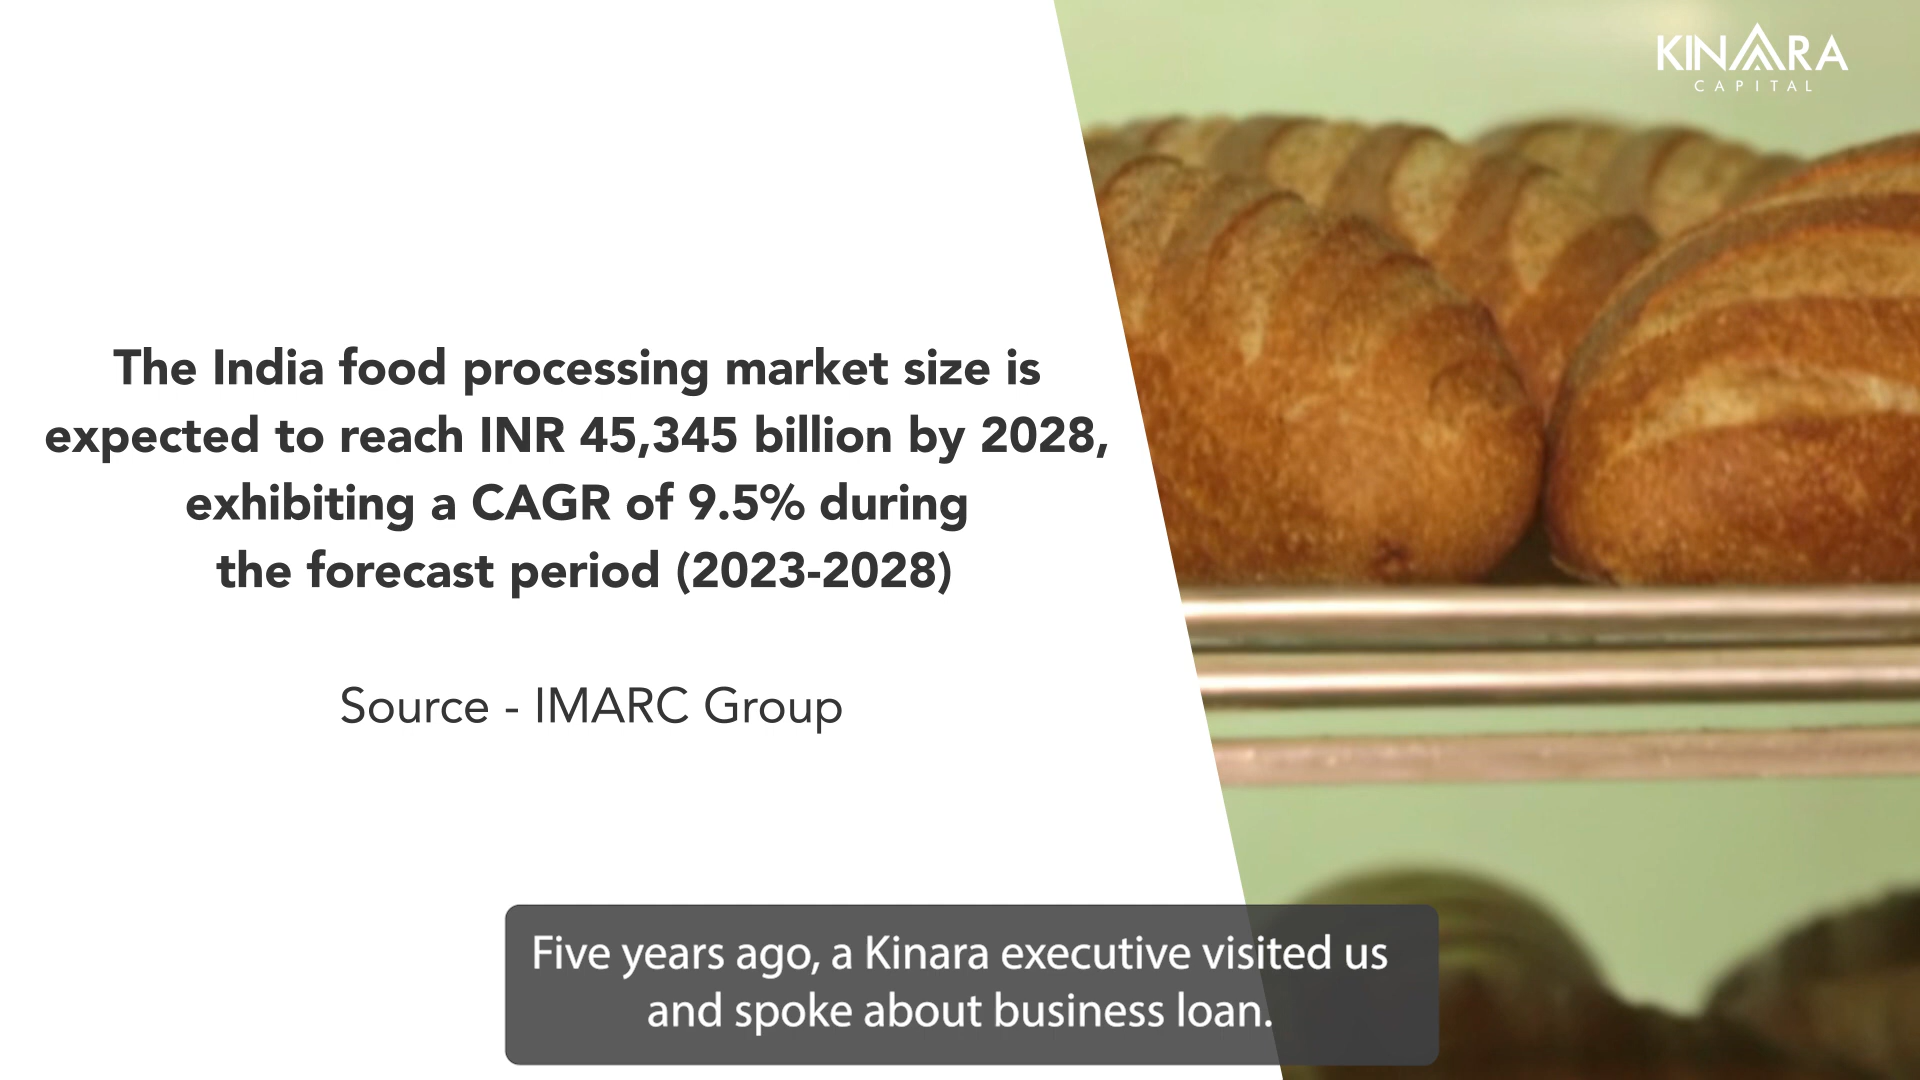 KINARA
CAPITAL
The India food processing market size is
expected to reach INR 45,345 billion by 2028,
exhibiting a CAGR of 9.5% during
the forecast period (2023-2028)
Source - IMARC Group
Five years ago, a Kinara executive visited us
and spoke about business loan.